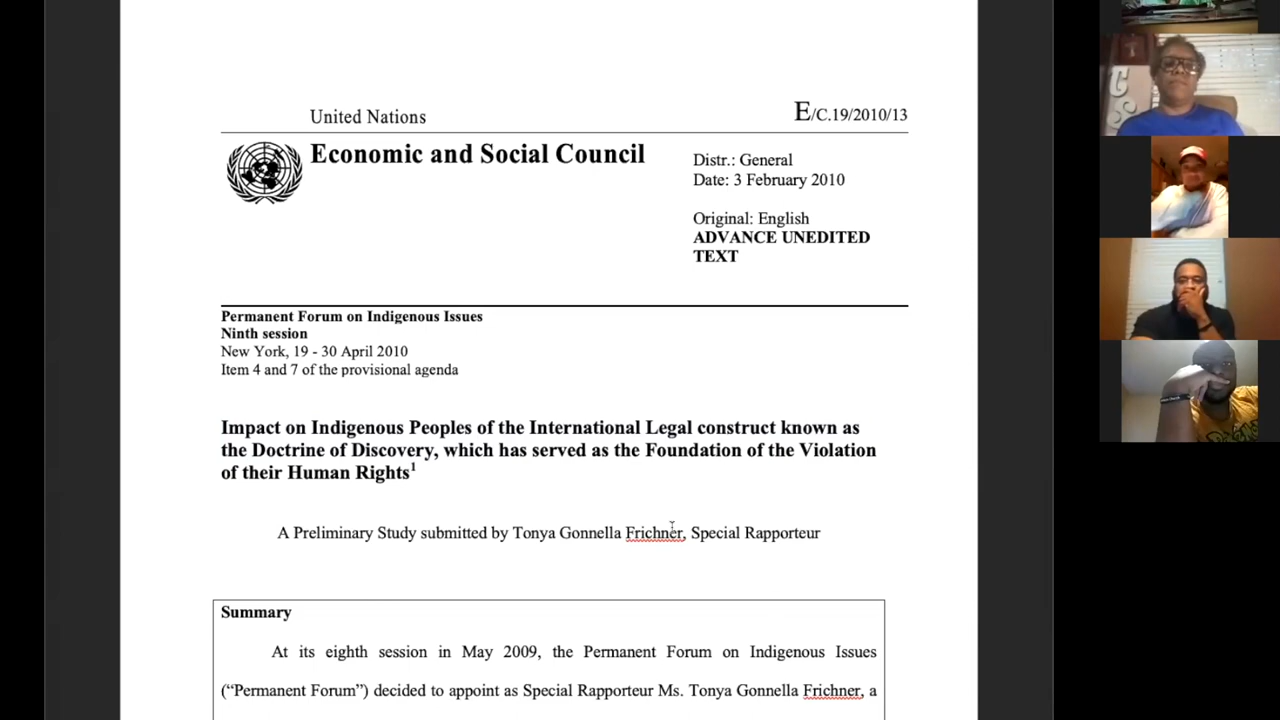 United Nations
E/C.19/2010/13
Economic and Social Council
Distr.: General
Date: 3 February 2010
Original: English
ADVANCE UNEDITED
TEXT
Permanent Forum on Indigenous Issues
Ninth session
New York, 19 - 30 April 2010
Item 4 and 7 of the provisional agenda
Impact on Indigenous Peoples of the International Legal construct known as
the Doctrine of Discovery, which has served as the Foundation of the Violation
of their Human Rights1
A Preliminary Study submitted by Tonya Gonnella Frichner, Special Rapporteur
Summary
At its eighth session in May 2009, the Permanent Forum on Indigenous Issues
(“Permanent Forum”) decided to appoint as Special Rapporteur Ms. Tonya Gonnella Frichner, a